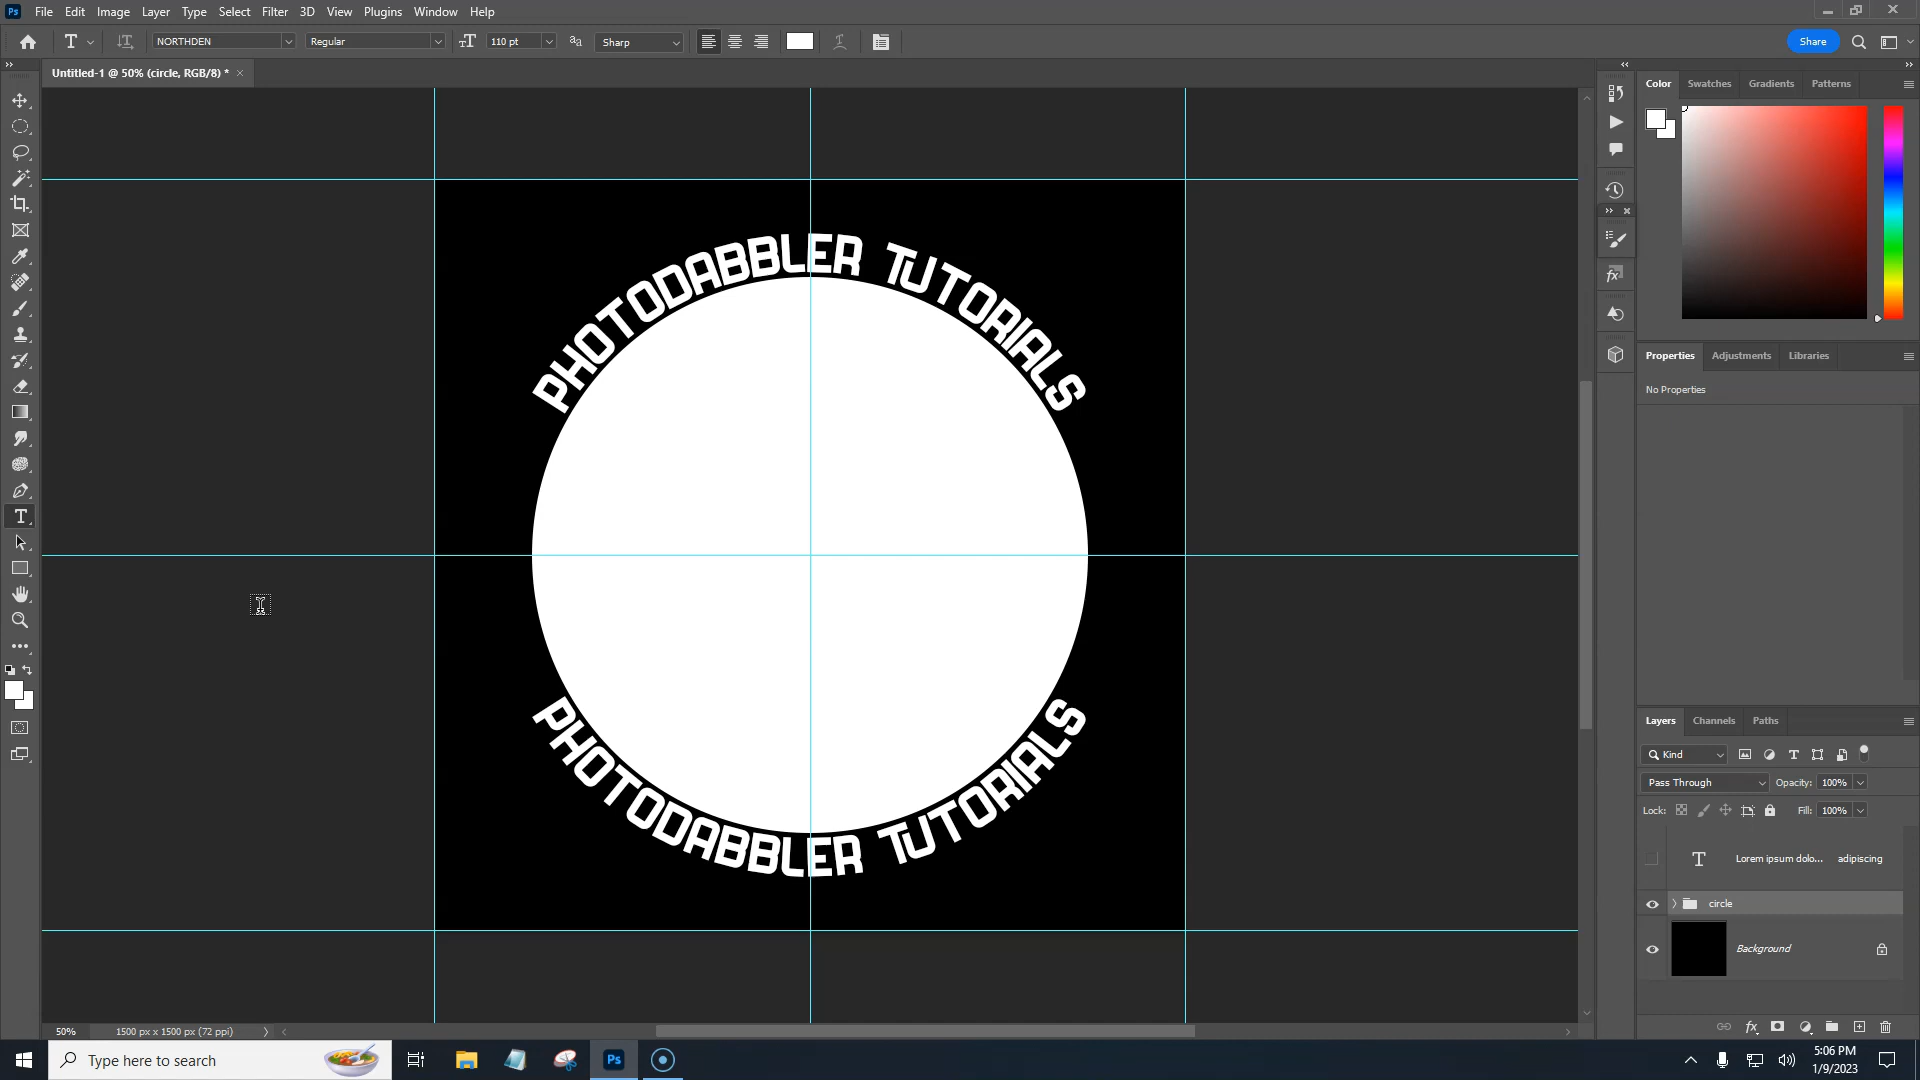 Ps File Edit Image Layer Type Select Filter 3D View Plugins Window Help
NORTHDEN Regular 110 pt Sharp Share
Untitled-1 @ 50% (circle, RGB/8) * ×
Color Swatches Gradients Patterns
PHOTODABBLER TUTORIALS
Properties Adjustments Libraries
No Properties
PHOTODABBLER TUTORIALS
Layers Channels Paths
Kind
Pass Through Opacity: 100%
Lock: Fill: 100%
Lorem ipsum dolo... adipiscing
circle
Background
50% 1500 px x 1500 px (72 ppi)
Type here to search
Ps
5:06 PM
1/9/2023